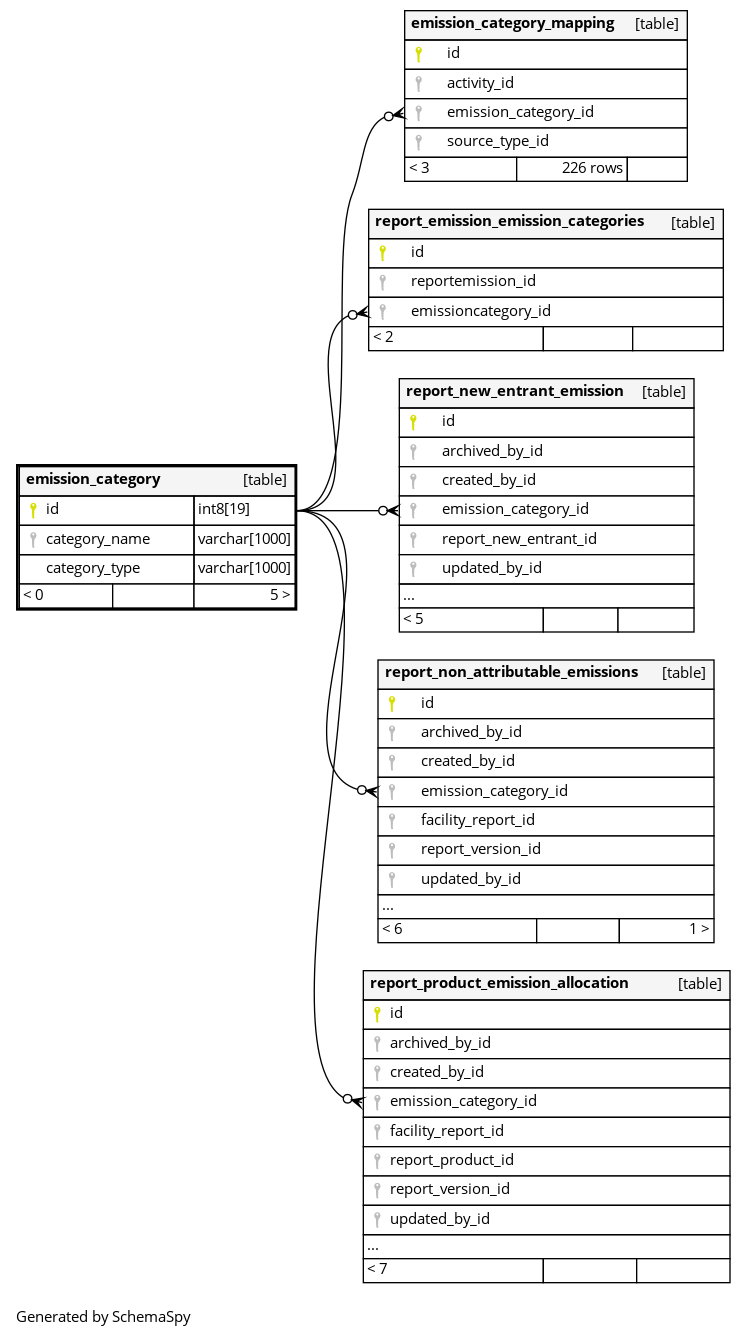 emission_category_mapping [table]
id
activity_id
emission_category_id
source_type_id
< 3 226 rows
report_emission_emission_categories [table]
id
reportemission_id
emissioncategory_id
< 2
report_new_entrant_emission [table]
id
archived_by_id
created_by_id
emission_category_id
report_new_entrant_id
updated_by_id
...
< 5
emission_category [table]
id int8[19]
category_name varchar[1000]
category_type varchar[1000]
< 0 5 >
report_non_attributable_emissions [table]
id
archived_by_id
created_by_id
emission_category_id
facility_report_id
report_version_id
updated_by_id
...
< 6 1 >
report_product_emission_allocation [table]
id
archived_by_id
created_by_id
emission_category_id
facility_report_id
report_product_id
report_version_id
updated_by_id
...
< 7
Generated by SchemaSpy